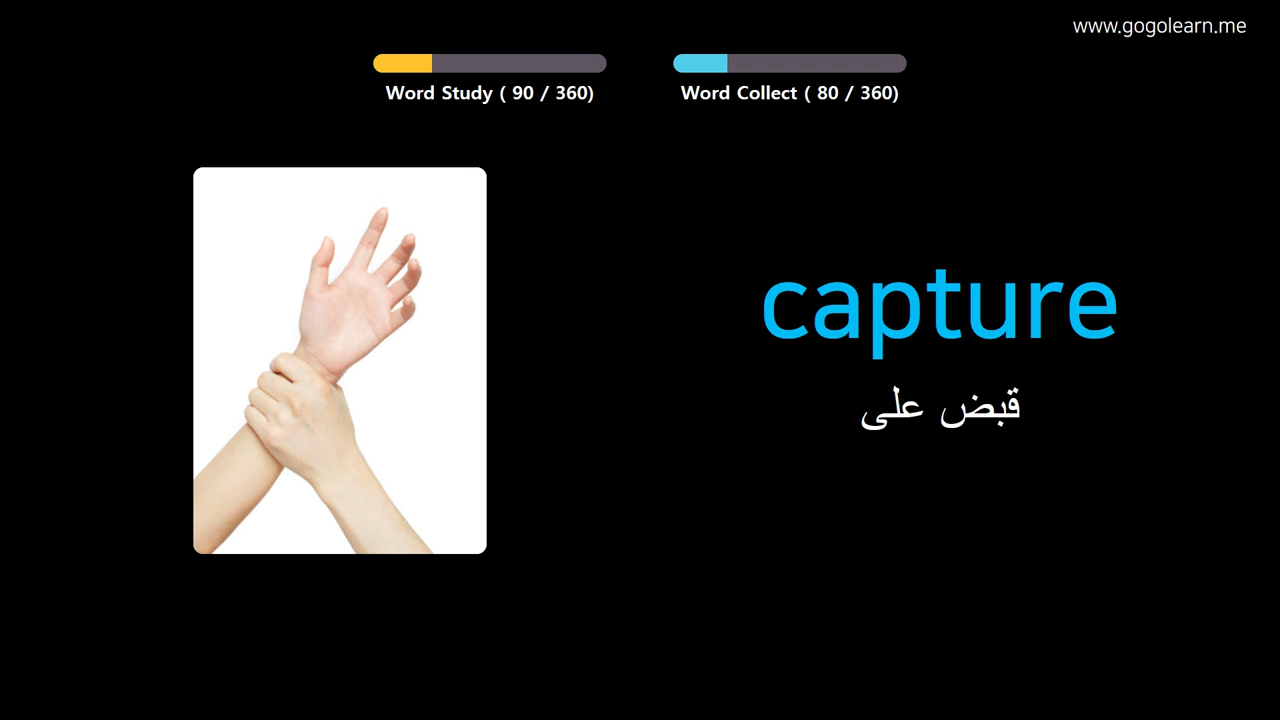 www.gogolearn.me
Word Study ( 90 / 360)
Word Collect ( 80 / 360)
capture
قبض على